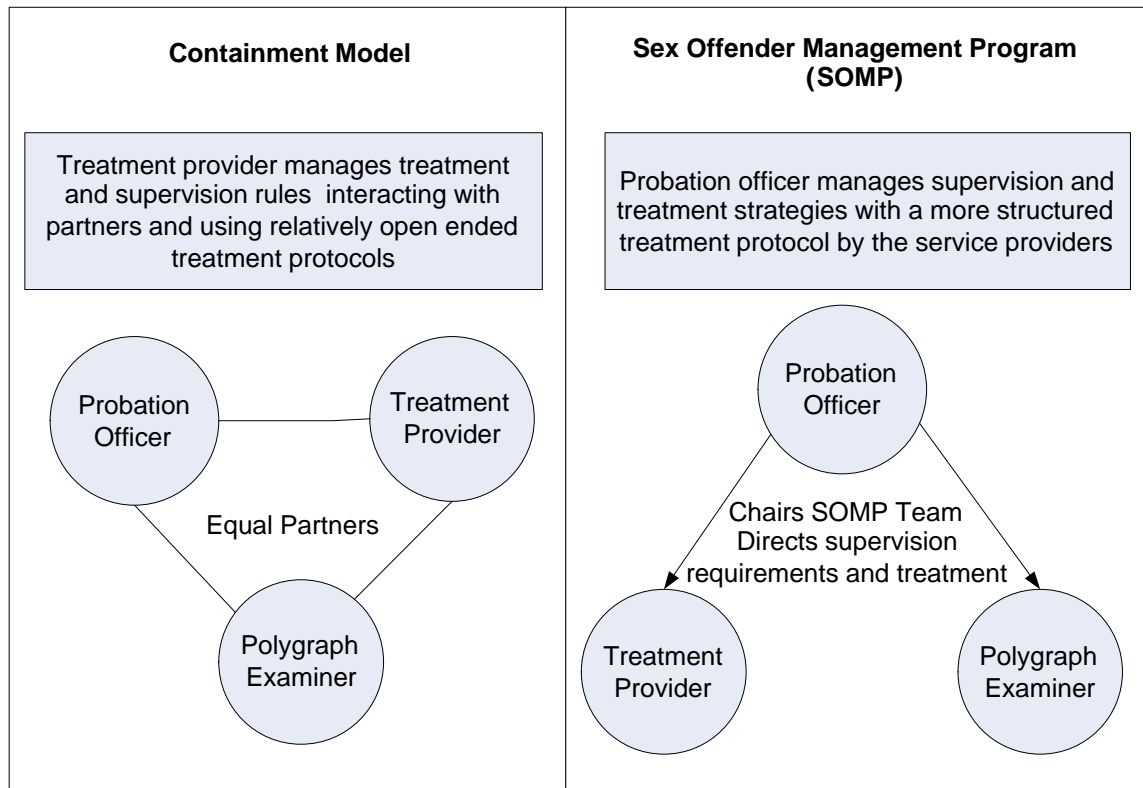 Containment Model
Treatment provider manages treatment
and supervision rules interacting with
partners and using relatively open ended
treatment protocols
Probation
Officer
Treatment
Provider
Equal Partners
Polygraph
Examiner
Sex Offender Management Program
(SOMP)
Probation officer manages supervision and
treatment strategies with a more structured
treatment protocol by the service providers
Probation
Officer
Chairs SOMP Team
Directs supervision
requirements and treatment
Treatment
Provider
Polygraph
Examiner